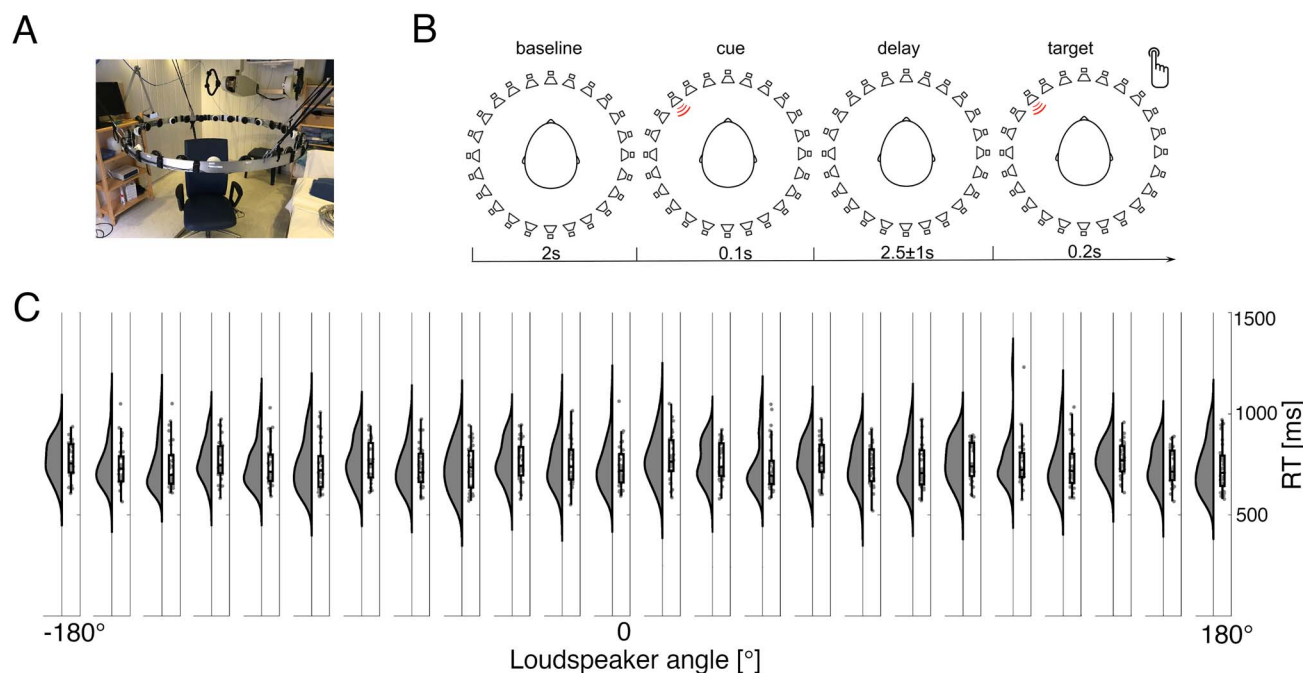 A
B
baseline
cue
delay
target
2s
0.1s
2.5±1s
0.2s
C
1500
1000
500
RT [ms]
-180°
0
180°
Loudspeaker angle [°]